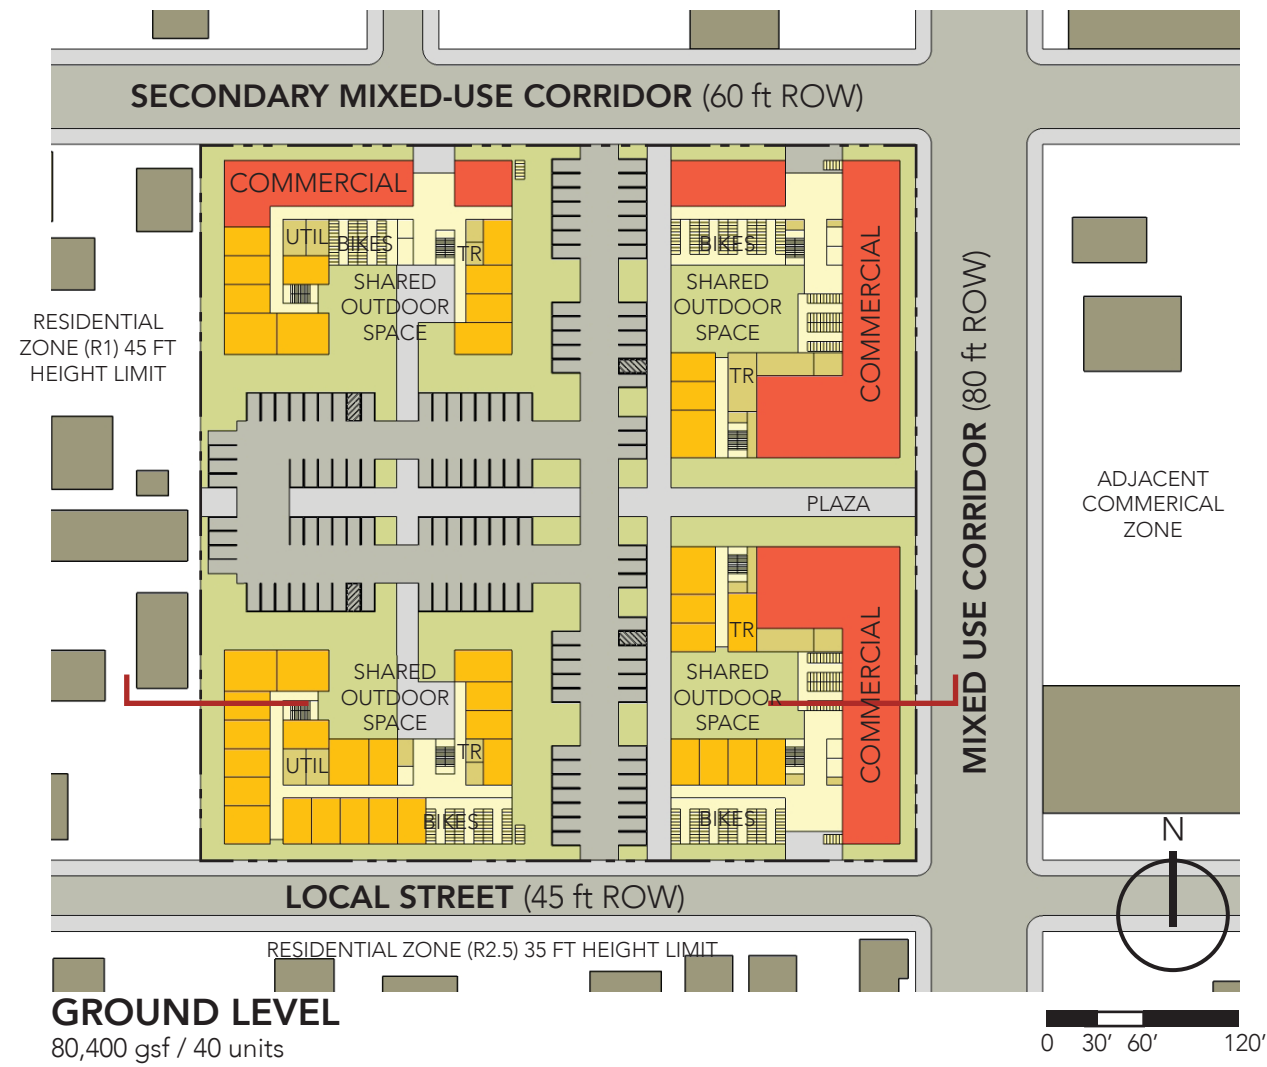 SECONDARY MIXED-USE CORRIDOR (60 ft ROW)
COMMERCIAL
UTIL
BIKES
TR
SHARED
OUTDOOR
SPACE
BIKES
SHARED
OUTDOOR
SPACE
TR
COMMERCIAL
RESIDENTIAL
ZONE (R1) 45 FT
HEIGHT LIMIT
MIXED USE CORRIDOR (80 ft ROW)
PLAZA
ADJACENT
COMMERICAL
ZONE
SHARED
OUTDOOR
SPACE
UTIL
TR
BIKES
TR
SHARED
OUTDOOR
SPACE
BIKES
COMMERCIAL
N
LOCAL STREET (45 ft ROW)
RESIDENTIAL ZONE (R2.5) 35 FT HEIGHT LIMIT
GROUND LEVEL
80,400 gsf / 40 units
0 30' 60' 120'